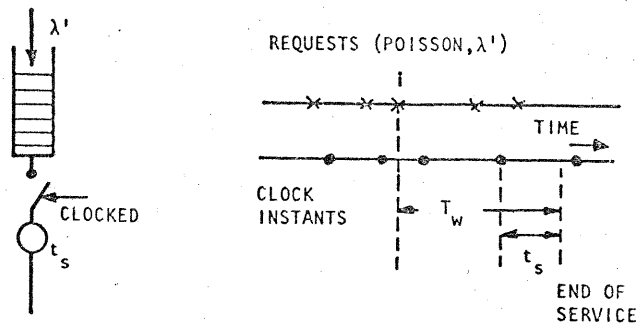 λ'
CLOCKED
t_s
REQUESTS (POISSON,λ')
i
TIME
CLOCK
INSTANTS
T_w
t_s
END OF
SERVICE